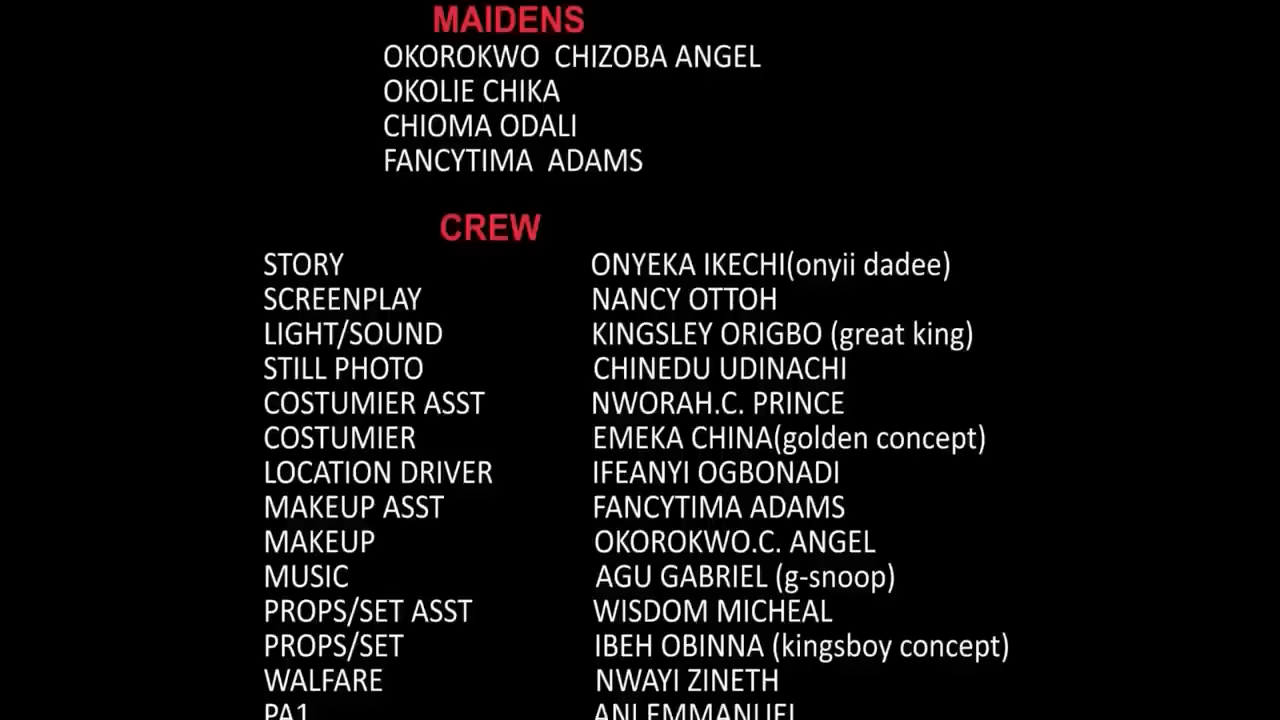 MAIDENS
OKOROKWO CHIZOBA ANGEL
OKOLIE CHIKA
CHIOMA ODALI
FANCYTIMA ADAMS
CREW
STORY ONYEKA IKECHI(onyii dadee)
SCREENPLAY NANCY OTTOH
LIGHT/SOUND KINGSLEY ORIGBO (great king)
STILL PHOTO CHINEDU UDINACHI
COSTUMIER ASST NWORAH.C. PRINCE
COSTUMIER EMEKA CHINA(golden concept)
LOCATION DRIVER IFEANYI OGBONADI
MAKEUP ASST FANCYTIMA ADAMS
MAKEUP OKOROKWO.C. ANGEL
MUSIC AGU GABRIEL (g-snoop)
PROPS/SET ASST WISDOM MICHEAL
PROPS/SET IBEH OBINNA (kingsboy concept)
WALFARE NWAYI ZINETH
PA1 ANI EMMANUEL